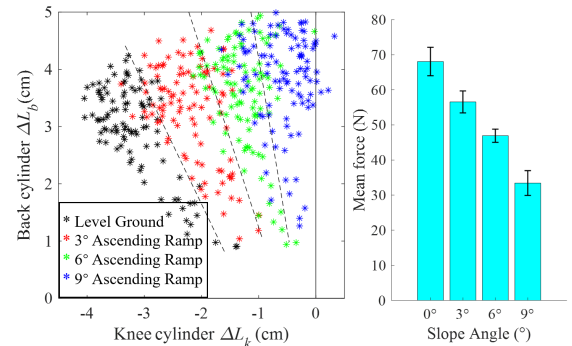 5
4
3
2
1
0
Back cylinder ΔL_b (cm)
* Level Ground
* 3° Ascending Ramp
* 6° Ascending Ramp
* 9° Ascending Ramp
-4 -3 -2 -1 0
Knee cylinder ΔL_k (cm)
80
70
60
50
40
30
20
10
0
Mean force (N)
0° 3° 6° 9°
Slope Angle (°)